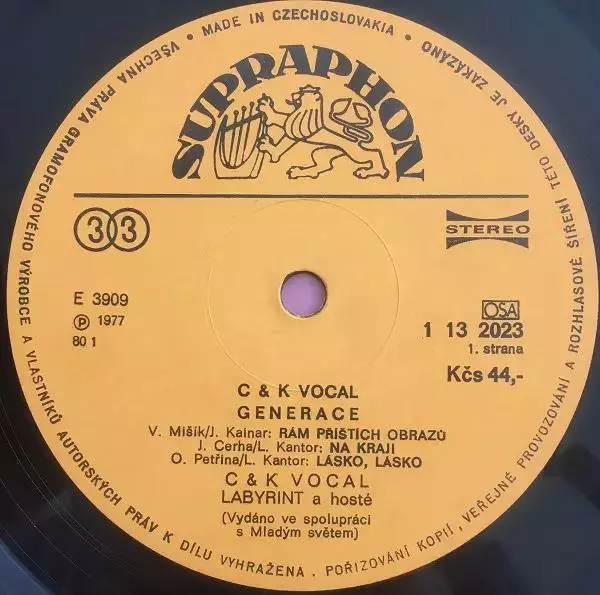 VŠECHNA PRÁVA GRAMOFONOVÉHO VÝROBCE A VLASTNÍKŮ AUTORSKÝCH PRÁV K DÍLU VYHRAŽENA . POŘIZOVÁNÍ KOPIÍ , VEŘEJNÉ PROVOZOVÁNÍ A ROZHLASOVÉ ŠÍŘENÍ TÉTO DESKY JE ZAKÁZÁNO
• MADE IN CZECHOSLOVAKIA •
SUPRAPHON
33
STEREO
E 3909
℗ 1977
80 1
OSA
1 13 2023
1. strana
Kčs 44,-
C & K VOCAL
GENERACE
V. Mišík/J. Kainar: RÁM PŘÍŠTÍCH OBRAZŮ
J. Cerha/L. Kantor: NA KRAJI
O. Petřina/L. Kantor: LÁSKO, LÁSKO
C & K VOCAL
LABYRINT a hosté
(Vydáno ve spolupráci
s Mladým světem)